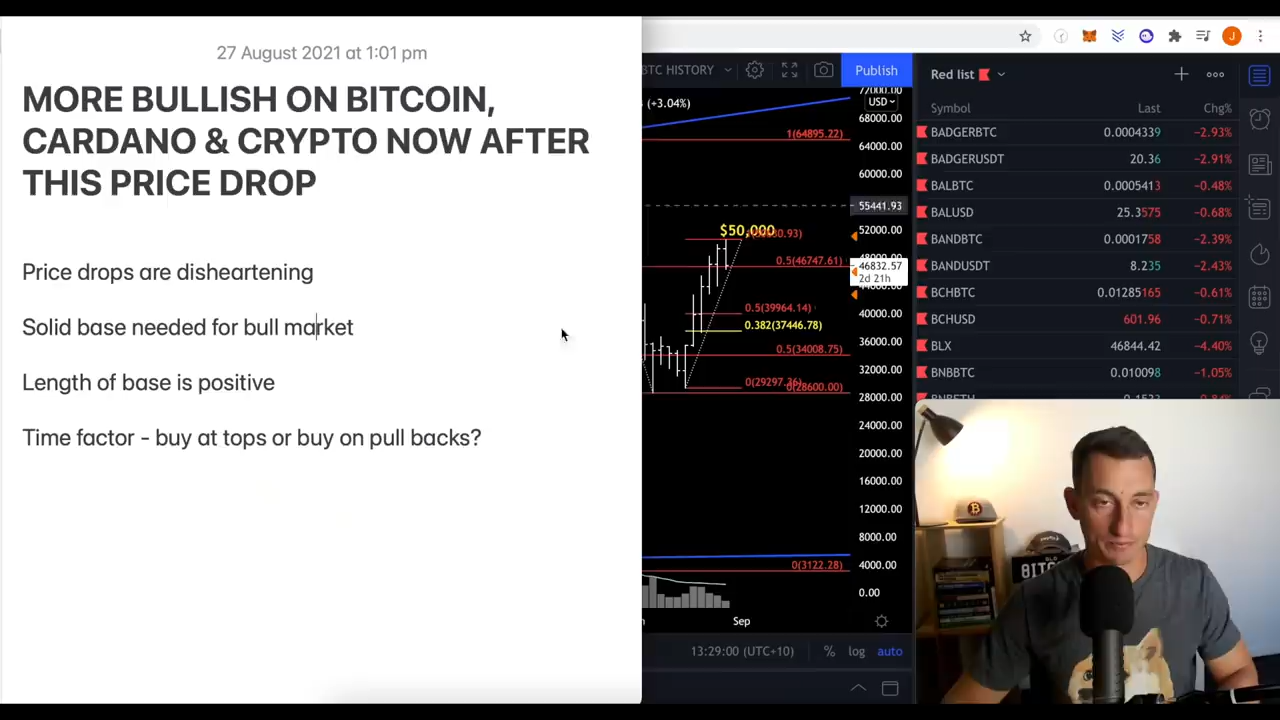 27 August 2021 at 1:01 pm
MORE BULLISH ON BITCOIN,
CARDANO & CRYPTO NOW AFTER
THIS PRICE DROP
Price drops are disheartening
Solid base needed for bull market
Length of base is positive
Time factor - buy at tops or buy on pull backs?
J
BTC HISTORY
Publish
(+3.04%)
USD
68000.00
1(64895.22)
64000.00
60000.00
55441.93
$50,000
52000.00
0.5(46747.61)
46832.57
2d 21h
0.5(39964.14)
40000.00
0.382(37446.78)
36000.00
0.5(34008.75)
32000.00
0(28600.00)
28000.00
24000.00
20000.00
16000.00
12000.00
8000.00
0(3122.28)
4000.00
0.00
Sep
13:29:00 (UTC+10)
% log auto
Red list
Symbol Last Chg%
BADGERBTC 0.0004339 −2.93%
BADGERUSDT 20.36 −2.91%
BALBTC 0.0005413 −0.48%
BALUSD 25.3575 −0.68%
BANDBTC 0.0001758 −2.39%
BANDUSDT 8.235 −2.43%
BCHBTC 0.01285165 −0.61%
BCHUSD 601.96 −0.71%
BLX 46844.42 −4.40%
BNBBTC 0.010098 −1.05%